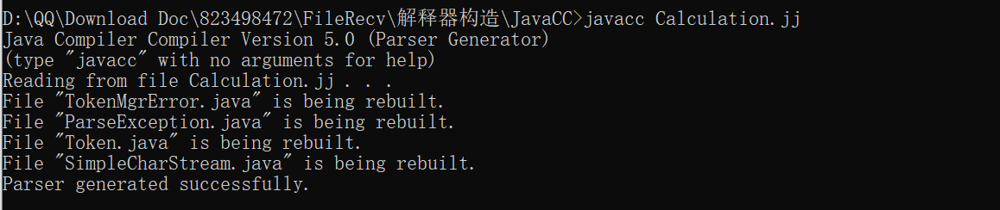 D:\QQ\Download Doc\823498472\FileRecv\解释器构造\JavaCC>javacc Calculation.jj
Java Compiler Compiler Version 5.0 (Parser Generator)
(type "javacc" with no arguments for help)
Reading from file Calculation.jj . . .
File "TokenMgrError.java" is being rebuilt.
File "ParseException.java" is being rebuilt.
File "Token.java" is being rebuilt.
File "SimpleCharStream.java" is being rebuilt.
Parser generated successfully.